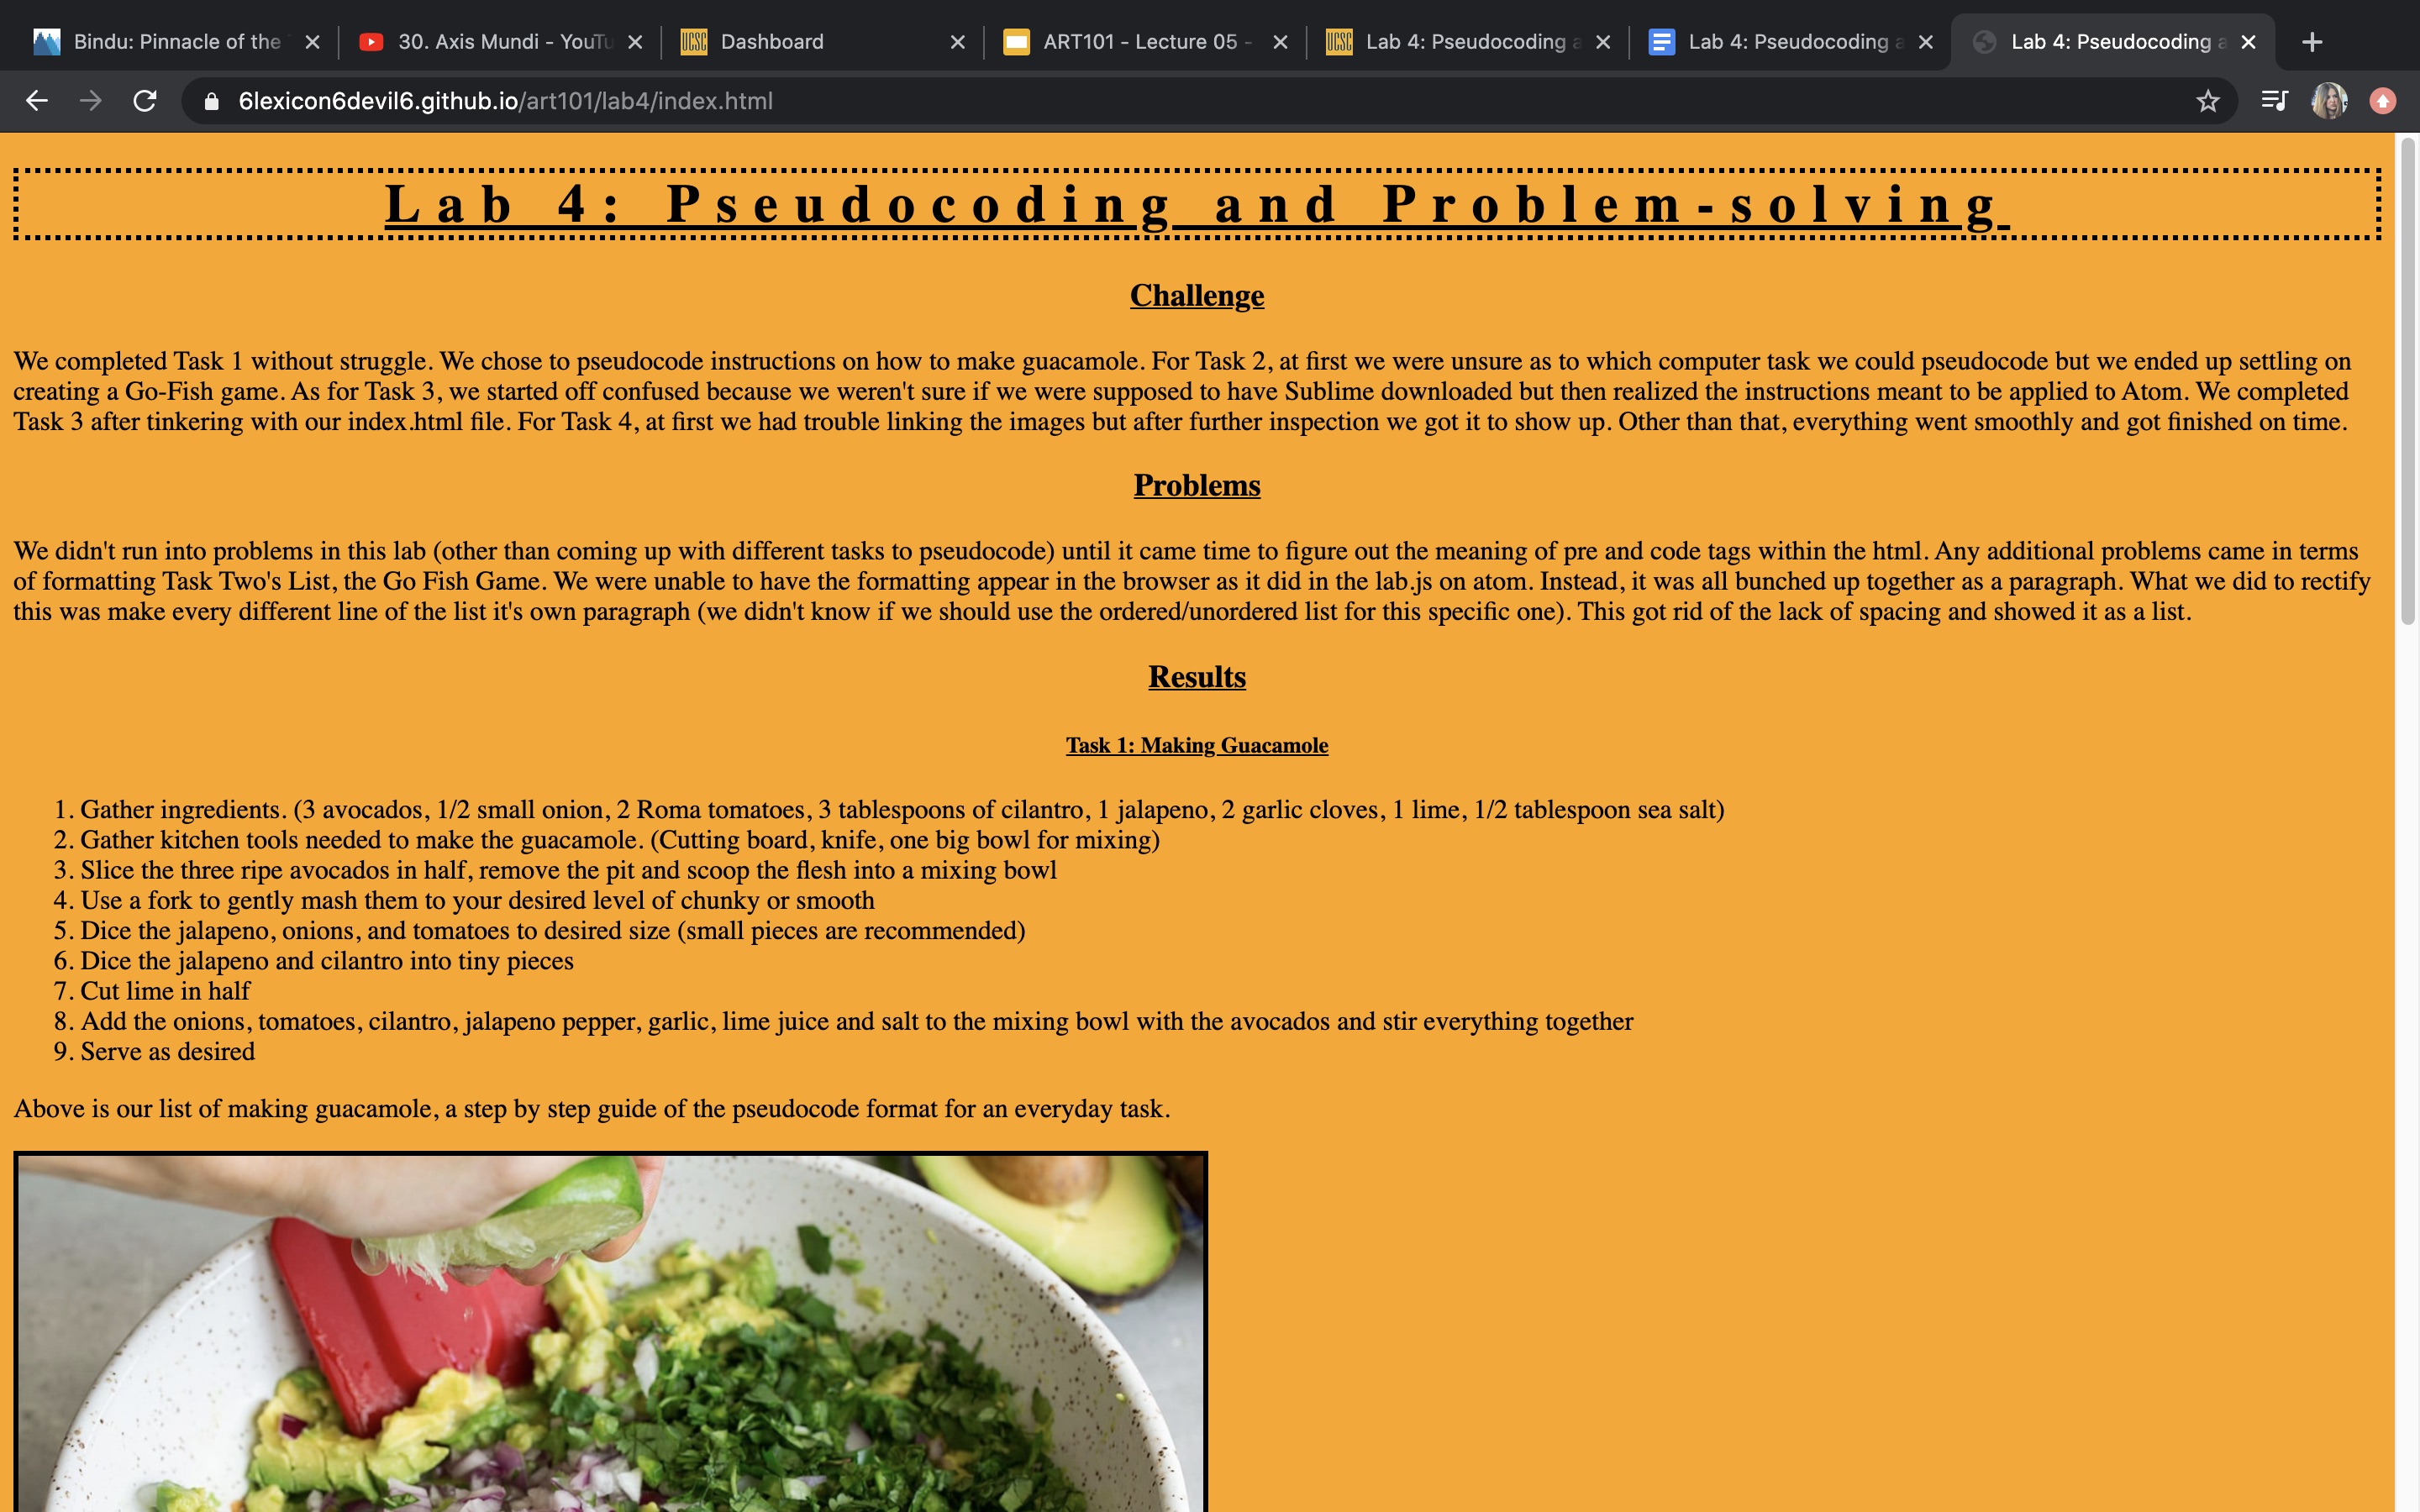 Bindu: Pinnacle of the
30. Axis Mundi - YouTu
UCSC Dashboard
ART101 - Lecture 05 -
UCSC Lab 4: Pseudocoding a
Lab 4: Pseudocoding a
Lab 4: Pseudocoding a
6lexicon6devil6.github.io/art101/lab4/index.html
Lab 4: Pseudocoding and Problem-solving
Challenge
We completed Task 1 without struggle. We chose to pseudocode instructions on how to make guacamole. For Task 2, at first we were unsure as to which computer task we could pseudocode but we ended up settling on
creating a Go-Fish game. As for Task 3, we started off confused because we weren't sure if we were supposed to have Sublime downloaded but then realized the instructions meant to be applied to Atom. We completed
Task 3 after tinkering with our index.html file. For Task 4, at first we had trouble linking the images but after further inspection we got it to show up. Other than that, everything went smoothly and got finished on time.
Problems
We didn't run into problems in this lab (other than coming up with different tasks to pseudocode) until it came time to figure out the meaning of pre and code tags within the html. Any additional problems came in terms
of formatting Task Two's List, the Go Fish Game. We were unable to have the formatting appear in the browser as it did in the lab.js on atom. Instead, it was all bunched up together as a paragraph. What we did to rectify
this was make every different line of the list it's own paragraph (we didn't know if we should use the ordered/unordered list for this specific one). This got rid of the lack of spacing and showed it as a list.
Results
Task 1: Making Guacamole
1. Gather ingredients. (3 avocados, 1/2 small onion, 2 Roma tomatoes, 3 tablespoons of cilantro, 1 jalapeno, 2 garlic cloves, 1 lime, 1/2 tablespoon sea salt)
2. Gather kitchen tools needed to make the guacamole. (Cutting board, knife, one big bowl for mixing)
3. Slice the three ripe avocados in half, remove the pit and scoop the flesh into a mixing bowl
4. Use a fork to gently mash them to your desired level of chunky or smooth
5. Dice the jalapeno, onions, and tomatoes to desired size (small pieces are recommended)
6. Dice the jalapeno and cilantro into tiny pieces
7. Cut lime in half
8. Add the onions, tomatoes, cilantro, jalapeno pepper, garlic, lime juice and salt to the mixing bowl with the avocados and stir everything together
9. Serve as desired
Above is our list of making guacamole, a step by step guide of the pseudocode format for an everyday task.